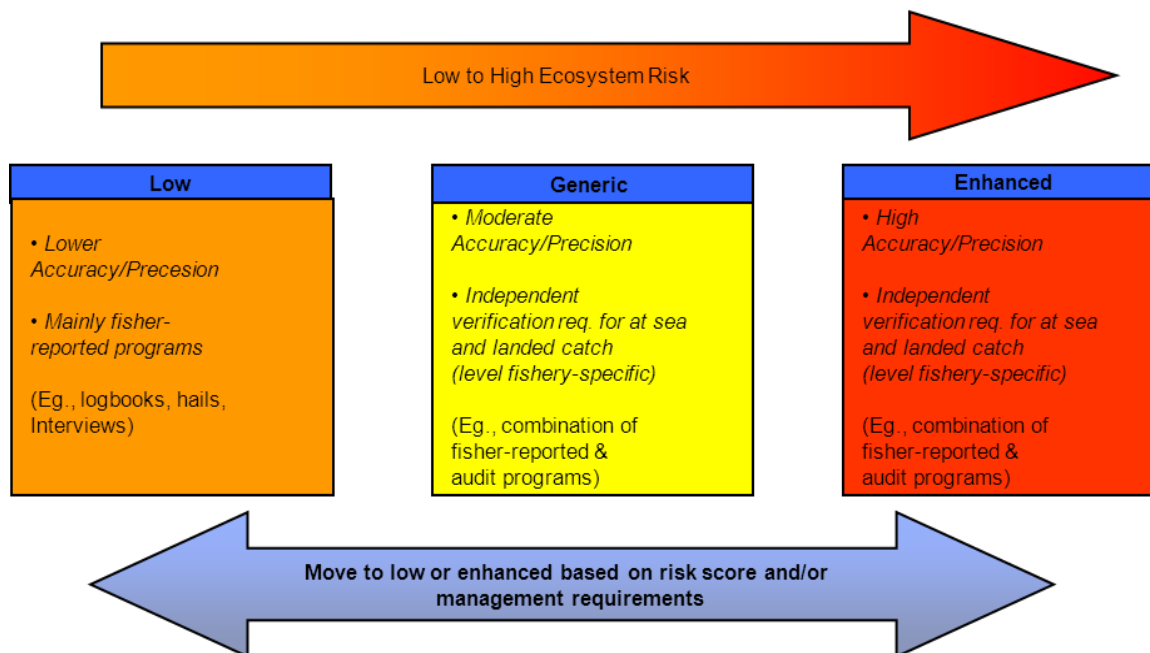 Low to High Ecosystem Risk
Low
• Lower
Accuracy/Precesion
• Mainly fisher-
reported programs
(Eg., logbooks, hails,
Interviews)
Generic
• Moderate
Accuracy/Precision
• Independent
verification req. for at sea
and landed catch
(level fishery-specific)
(Eg., combination of
fisher-reported &
audit programs)
Enhanced
• High
Accuracy/Precision
• Independent
verification req. for at sea
and landed catch
(level fishery-specific)
(Eg., combination of
fisher-reported &
audit programs)
Move to low or enhanced based on risk score and/or
management requirements